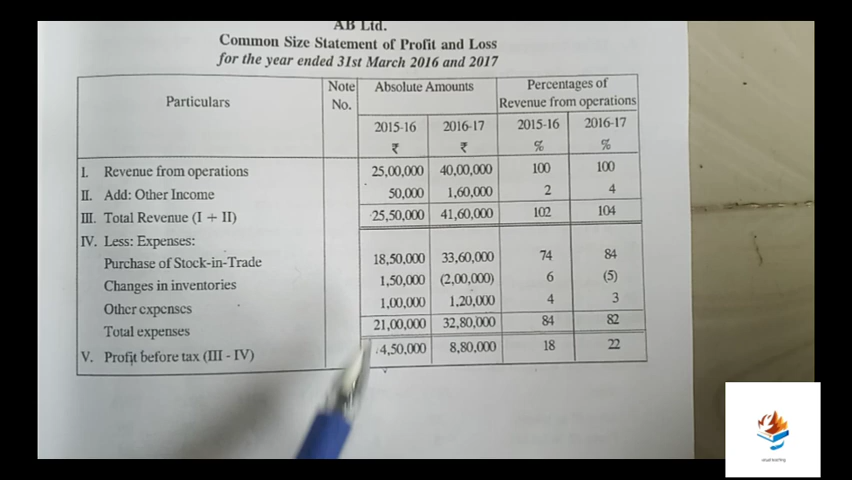 AB Ltd.
Common Size Statement of Profit and Loss
for the year ended 31st March 2016 and 2017
Particulars Note No. Absolute Amounts Percentages of Revenue from operations
2015-16 2016-17 2015-16 2016-17
₹ ₹ % %
I. Revenue from operations 25,00,000 40,00,000 100 100
II. Add: Other Income 50,000 1,60,000 2 4
III. Total Revenue (I + II) 25,50,000 41,60,000 102 104
IV. Less: Expenses:
Purchase of Stock-in-Trade 18,50,000 33,60,000 74 84
Changes in inventories 1,50,000 (2,00,000) 6 (5)
Other expenses 1,00,000 1,20,000 4 3
Total expenses 21,00,000 32,80,000 84 82
V. Profit before tax (III - IV) 4,50,000 8,80,000 18 22